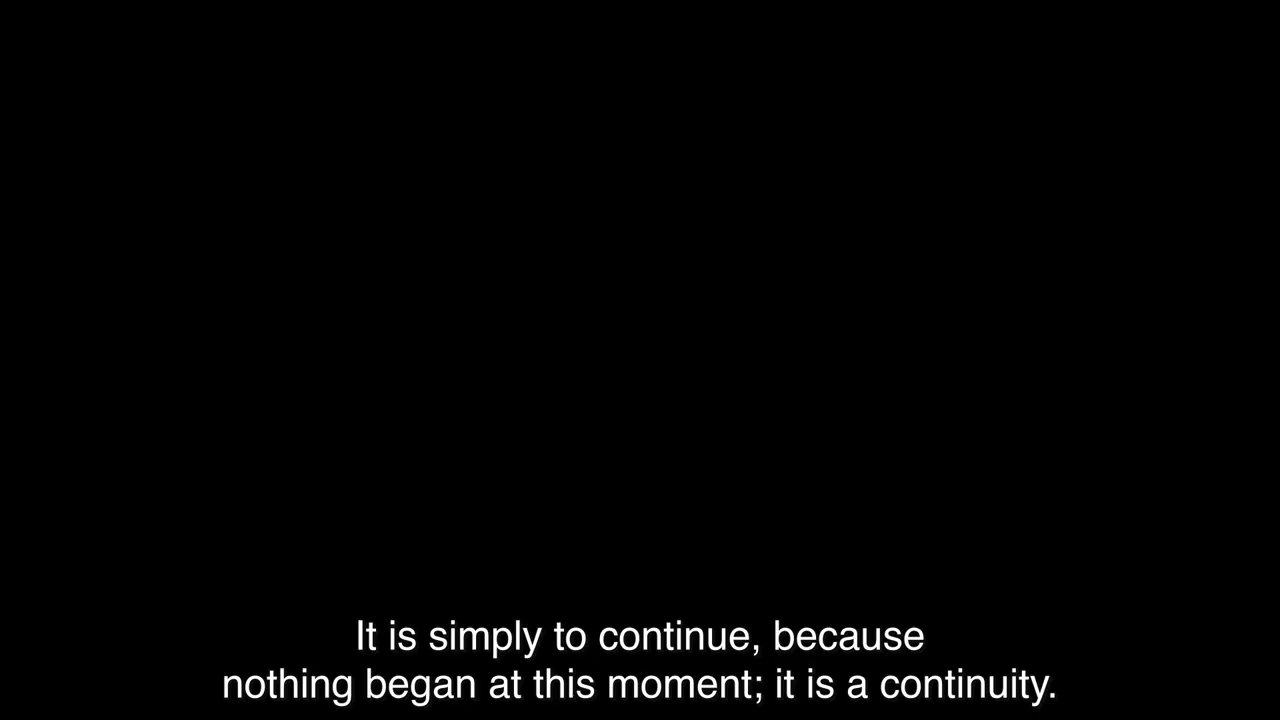 It is simply to continue, because
nothing began at this moment; it is a continuity.